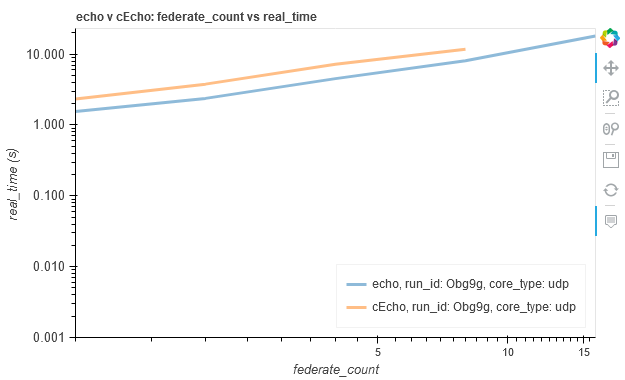 echo v cEcho: federate_count vs real_time
10.000
1.000
0.100
0.010
0.001
real_time (s)
echo, run_id: Obg9g, core_type: udp
cEcho, run_id: Obg9g, core_type: udp
5
10
15
federate_count